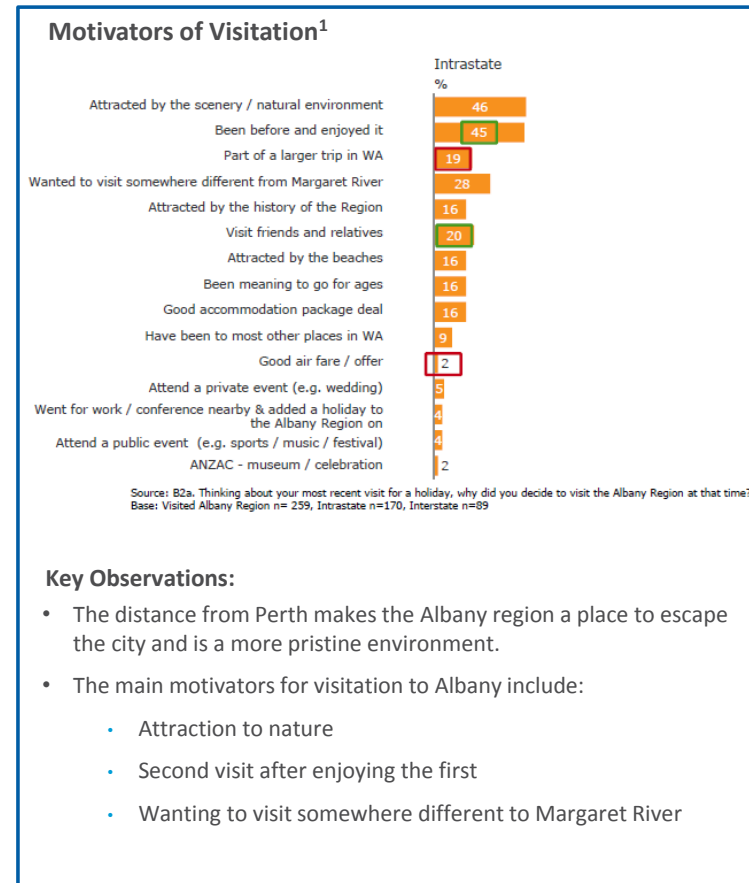 Motivators of Visitation1
Intrastate
%
Attracted by the scenery / natural environment 46
Been before and enjoyed it 45
Part of a larger trip in WA 19
Wanted to visit somewhere different from Margaret River 28
Attracted by the history of the Region 16
Visit friends and relatives 20
Attracted by the beaches 16
Been meaning to go for ages 16
Good accommodation package deal 16
Have been to most other places in WA 9
Good air fare / offer 2
Attend a private event (e.g. wedding) 5
Went for work / conference nearby & added a holiday to
the Albany Region on 4
Attend a public event (e.g. sports / music / festival) 4
ANZAC - museum / celebration 2
Source: B2a. Thinking about your most recent visit for a holiday, why did you decide to visit the Albany Region at that time?
Base: Visited Albany Region n= 259, Intrastate n=170, Interstate n=89
Key Observations:
• The distance from Perth makes the Albany region a place to escape
the city and is a more pristine environment.
• The main motivators for visitation to Albany include:
• Attraction to nature
• Second visit after enjoying the first
• Wanting to visit somewhere different to Margaret River